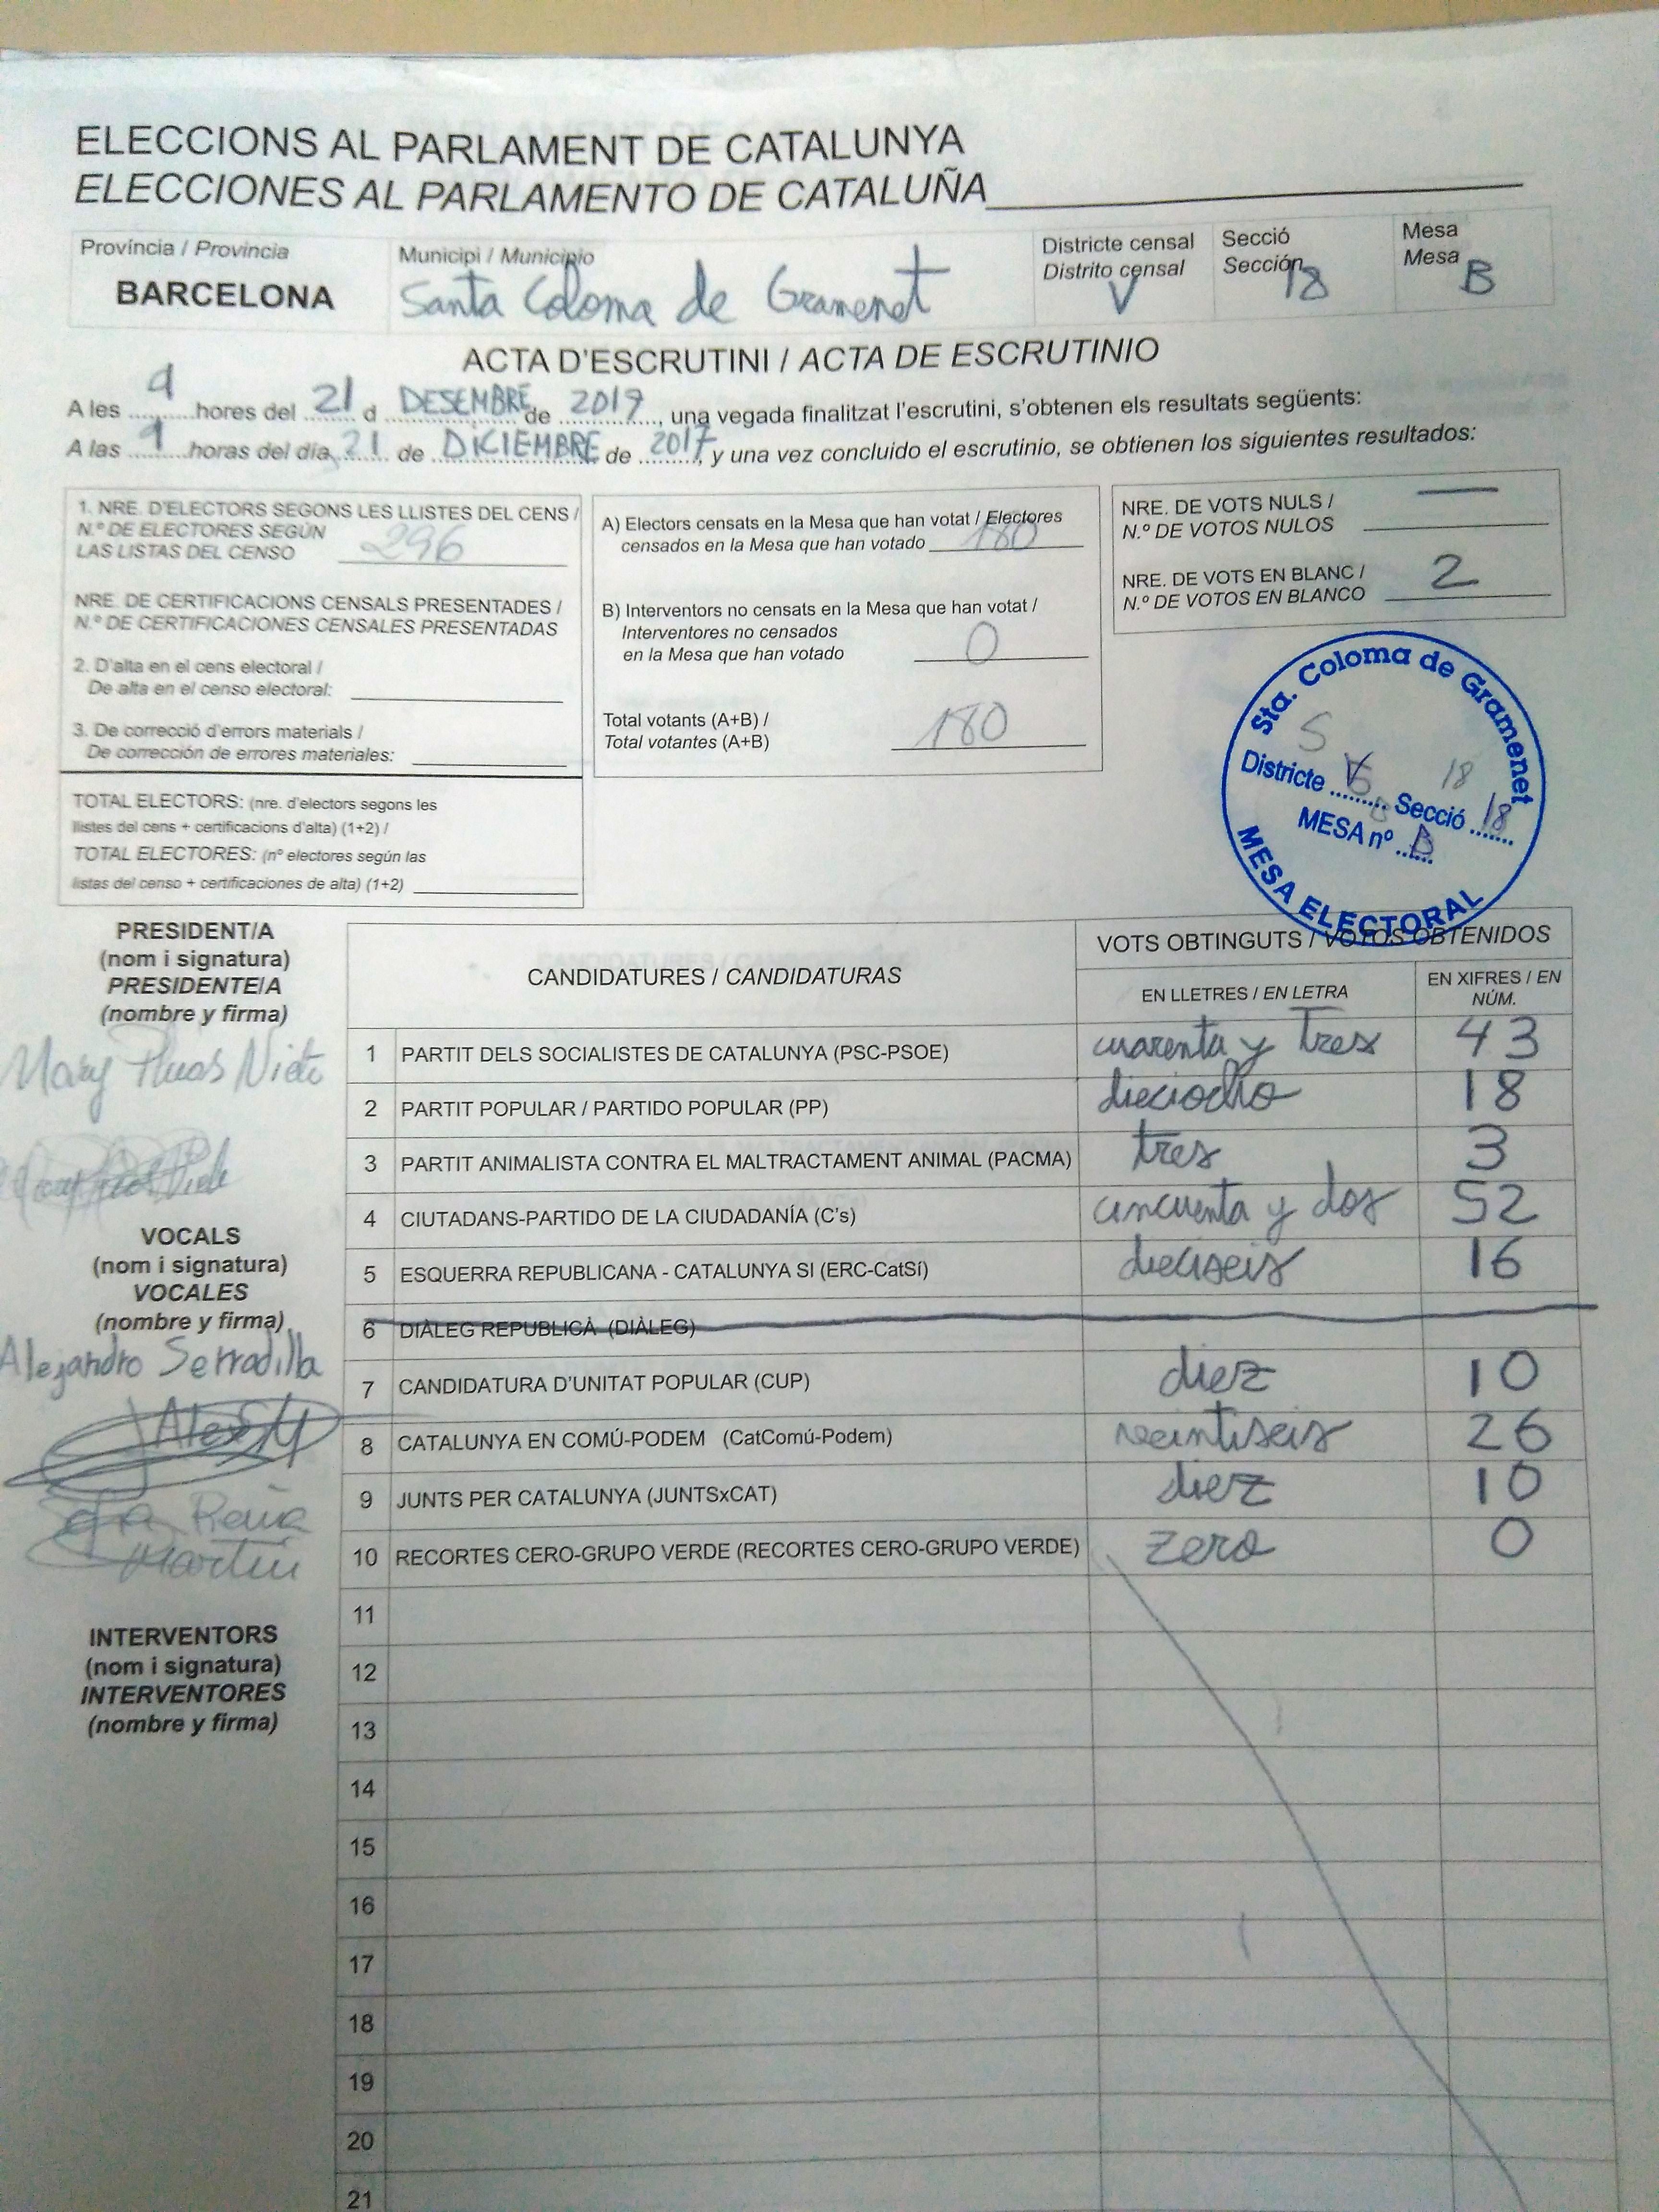 ELECCIONS AL PARLAMENT DE CATALUNYA
ELECCIONES AL PARLAMENTO DE CATALUÑA
Província / Provincia
BARCELONA
Municipi / Municipio
Santa Coloma de Gramenet
Districte censal
Distrito censal
V
Secció
Sección
18
Mesa
Mesa
B
ACTA D'ESCRUTINI / ACTA DE ESCRUTINIO
A les 9 hores del 21 d DESEMBRE de 2017, una vegada finalitzat l'escrutini, s'obtenen els resultats següents:
A las 9 horas del día 21 de DICIEMBRE de 2017, y una vez concluido el escrutinio, se obtienen los siguientes resultados:
1. NRE. D'ELECTORS SEGONS LES LLISTES DEL CENS /
N.º DE ELECTORES SEGÚN
LAS LISTAS DEL CENSO 296
NRE. DE CERTIFICACIONS CENSALS PRESENTADES /
N.º DE CERTIFICACIONES CENSALES PRESENTADAS
2. D'alta en el cens electoral /
De alta en el censo electoral:
3. De correcció d'errors materials /
De corrección de errores materiales:
TOTAL ELECTORS: (nre. d'electors segons les
llistes del cens + certificacions d'alta) (1+2) /
TOTAL ELECTORES: (nº electores según las
listas del censo + certificaciones de alta) (1+2)
A) Electors censats en la Mesa que han votat / Electores
censados en la Mesa que han votado 180
B) Interventors no censats en la Mesa que han votat /
Interventores no censados
en la Mesa que han votado 0
Total votants (A+B) /
Total votantes (A+B) 180
NRE. DE VOTS NULS /
N.º DE VOTOS NULOS —
NRE. DE VOTS EN BLANC /
N.º DE VOTOS EN BLANCO 2
Sta. Coloma de Gramenet
5
18
Districte V Secció 18
MESA nº B
MESA ELECTORAL
PRESIDENT/A
(nom i signatura)
PRESIDENTE/A
(nombre y firma)
Mary Nieto
VOCALS
(nom i signatura)
VOCALES
(nombre y firma)
Alejandro Serradilla
Martin
INTERVENTORS
(nom i signatura)
INTERVENTORES
(nombre y firma)
CANDIDATURES / CANDIDATURAS
VOTS OBTINGUTS / VOTOS OBTENIDOS
EN LLETRES / EN LETRA
EN XIFRES / EN
NÚM.
1 PARTIT DELS SOCIALISTES DE CATALUNYA (PSC-PSOE) cuarenta y Tres 43
2 PARTIT POPULAR / PARTIDO POPULAR (PP) dieciocho 18
3 PARTIT ANIMALISTA CONTRA EL MALTRACTAMENT ANIMAL (PACMA) tres 3
4 CIUTADANS-PARTIDO DE LA CIUDADANÍA (C's) cincuenta y dos 52
5 ESQUERRA REPUBLICANA - CATALUNYA SI (ERC-CatSí) dieciseis 16
6 DIÀLEG REPUBLICÀ (DIÀLEG)
7 CANDIDATURA D'UNITAT POPULAR (CUP) diez 10
8 CATALUNYA EN COMÚ-PODEM (CatComú-Podem) veintiseis 26
9 JUNTS PER CATALUNYA (JUNTSxCAT) diez 10
10 RECORTES CERO-GRUPO VERDE (RECORTES CERO-GRUPO VERDE) zero 0
11
12
13
14
15
16
17
18
19
20
21